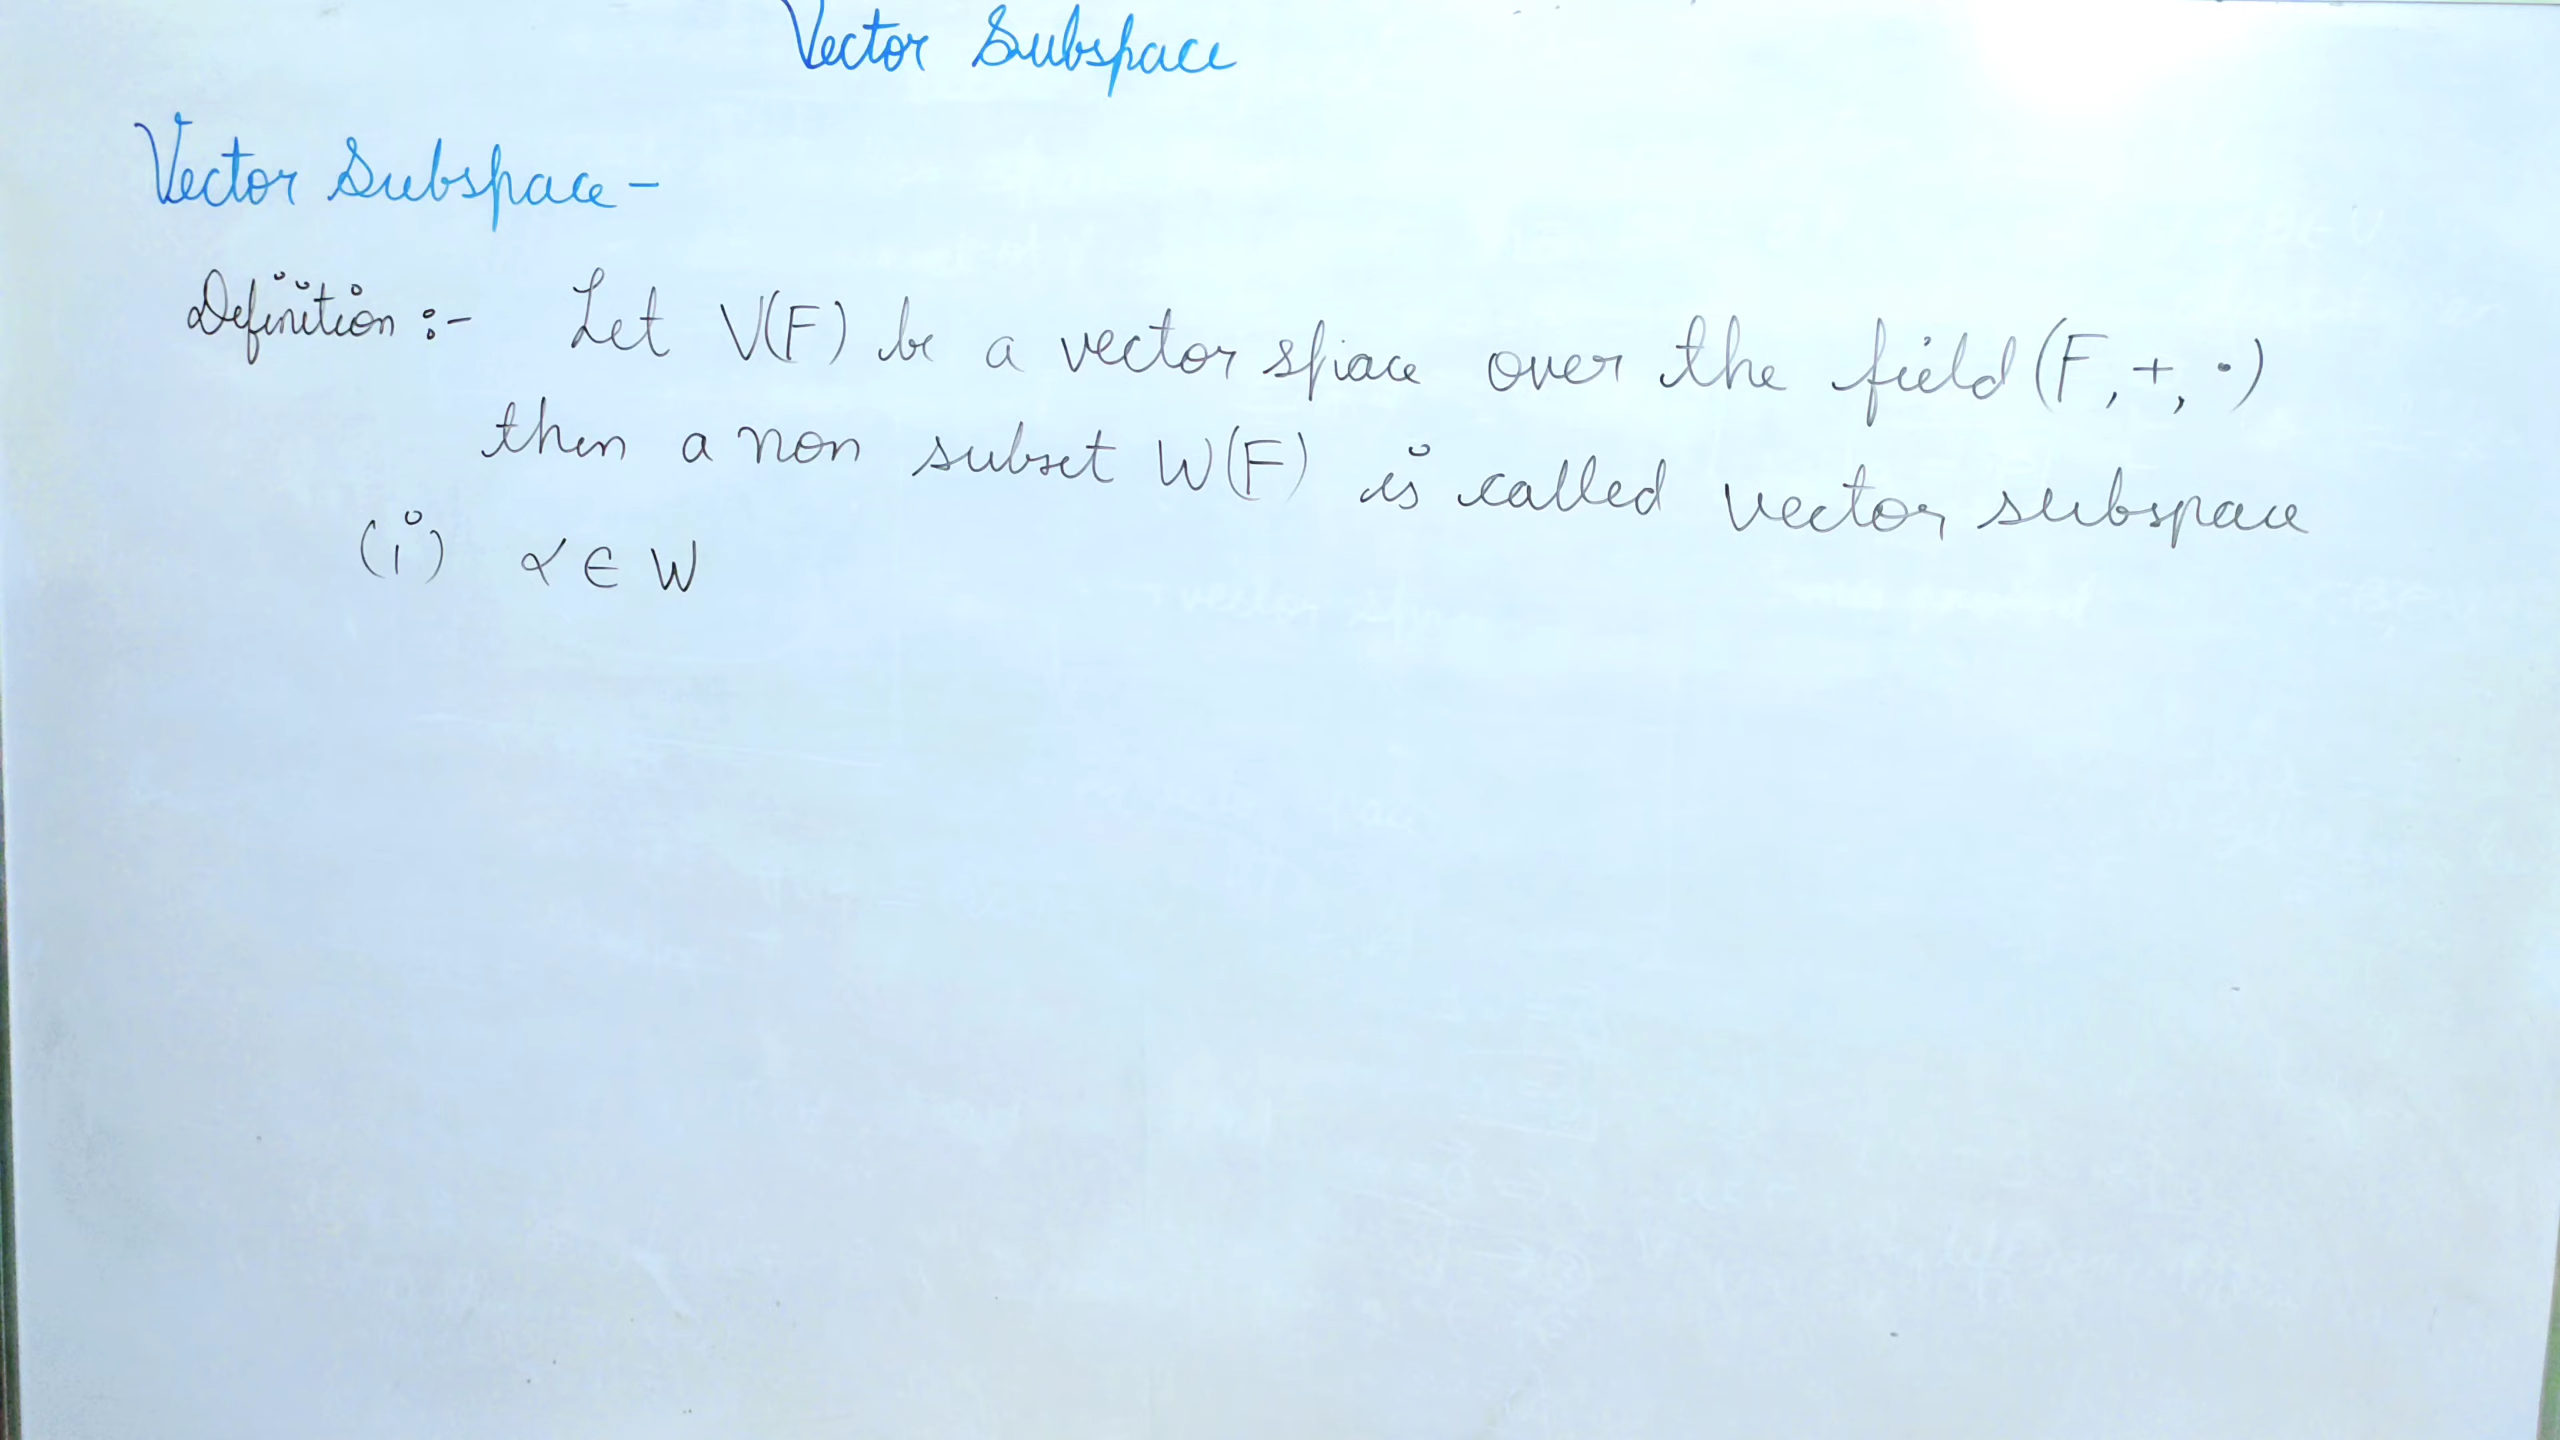 Vector Subspace
Vector Subspace -
Definition :- Let V(F) be a vector space over the field (F, +, ·)
then a non subset W(F) is called vector subspace
(i) α ∈ W